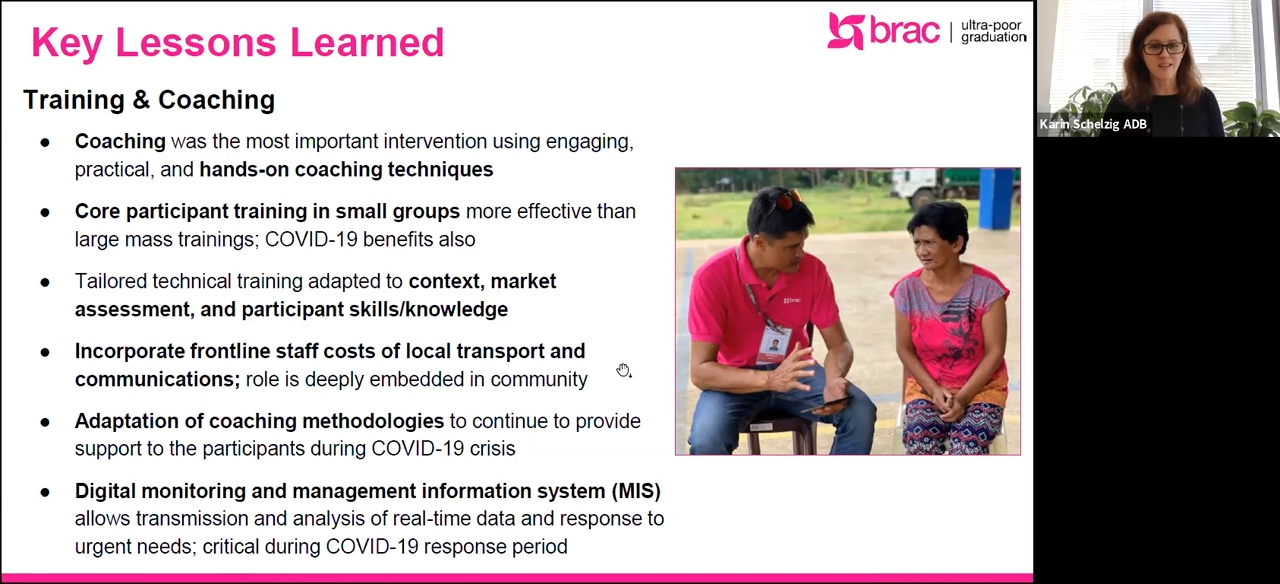 Key Lessons Learned
brac
ultra-poor
graduation
Training & Coaching
● Coaching was the most important intervention using engaging,
practical, and hands-on coaching techniques
● Core participant training in small groups more effective than
large mass trainings; COVID-19 benefits also
● Tailored technical training adapted to context, market
assessment, and participant skills/knowledge
● Incorporate frontline staff costs of local transport and
communications; role is deeply embedded in community
● Adaptation of coaching methodologies to continue to provide
support to the participants during COVID-19 crisis
● Digital monitoring and management information system (MIS)
allows transmission and analysis of real-time data and response to
urgent needs; critical during COVID-19 response period
brac
Karin Schelzig ADB